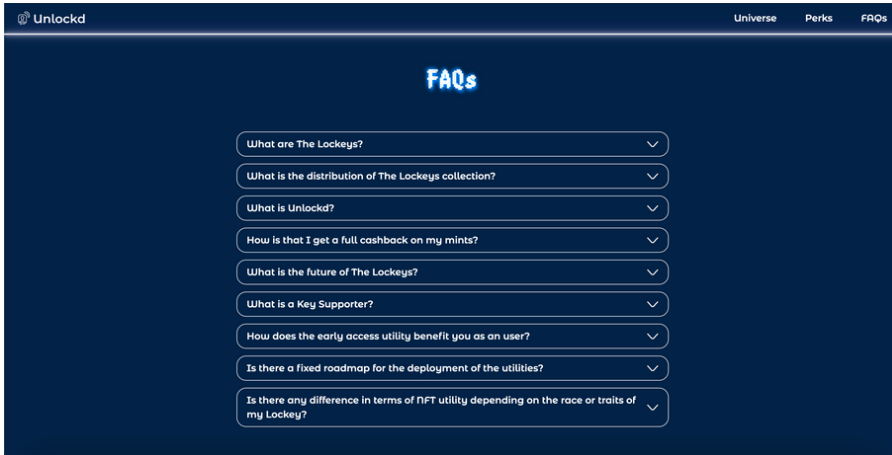 Unlockd
Universe Perks FAQs
FAQs
What are The Lockeys?
What is the distribution of The Lockeys collection?
What is Unlockd?
How is that I get a full cashback on my mints?
What is the future of The Lockeys?
What is a Key Supporter?
How does the early access utility benefit you as an user?
Is there a fixed roadmap for the deployment of the utilities?
Is there any difference in terms of NFT utility depending on the race or traits of
my Lockey?